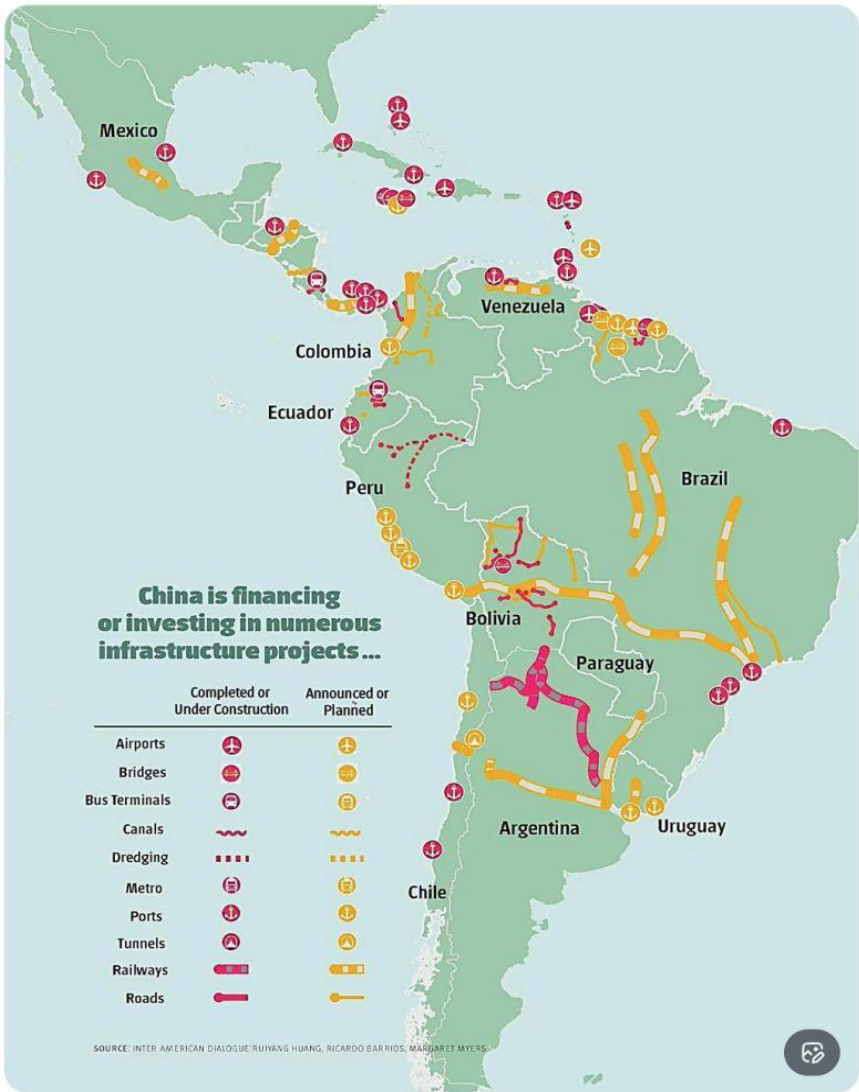 Mexico
Venezuela
Colombia
Ecuador
Brazil
Peru
China is financing
or investing in numerous
infrastructure projects...
Bolivia
Paraguay
Completed or
Under Construction
Announced or
Planned
Airports
Bridges
Bus Terminals
Canals
Dredging
Metro
Ports
Tunnels
Railways
Roads
Argentina
Uruguay
Chile
SOURCE: INTER-AMERICAN DIALOGUE/RUIYANG HUANG, RICARDO BARRIOS, MARGARET MYERS